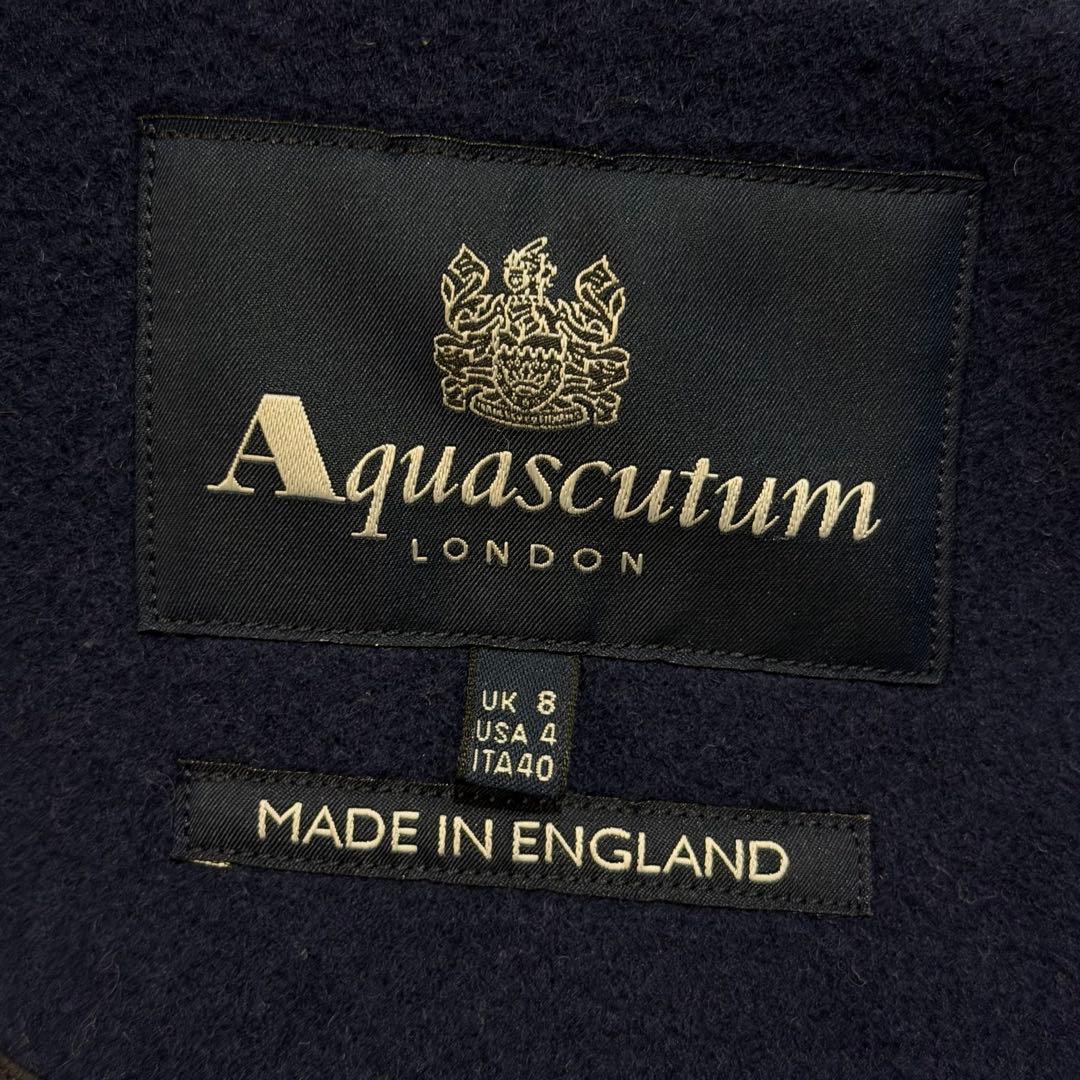 Aquascutum
LONDON
UK 8
USA 4
ITA40
MADE IN ENGLAND